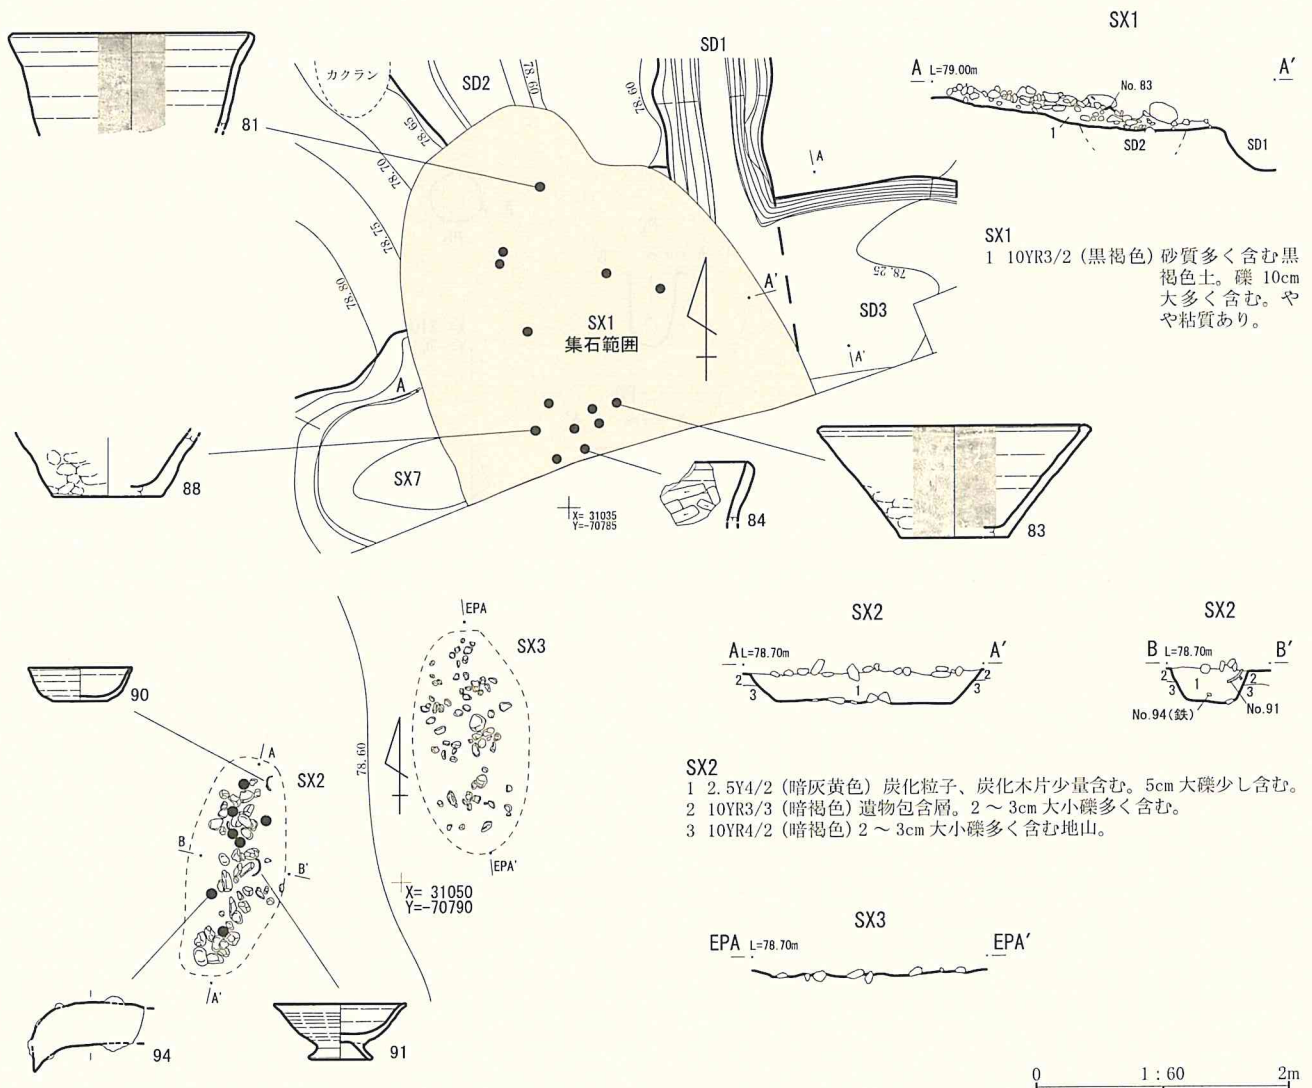 SX1
A L=79.00m A′
No. 83
1
SD2
SD1
SX1
1 10YR3/2 (黒褐色) 砂質多く含む黒
褐色土。礫 10cm
大多く含む。や
や粘質あり。
81
カクラン
SD2
SD1
78.60
78.60
78.65
78.70
78.75
78.80
A
A′
SX1
集石範囲
SD3
78.25
A′
A
SX7
88
84
83
X= 31035
Y=-70785
90
SX2
A
B
B′
A′
94
91
78.60
EPA
SX3
EPA′
X= 31050
Y=-70790
SX2
A L=78.70m A′
2
3
1
2
3
SX2
B L=78.70m B′
2
3
1
2
3
No.94(鉄)
No.91
SX2
1 2.5Y4/2 (暗灰黄色) 炭化粒子、炭化木片少量含む。5cm 大礫少し含む。
2 10YR3/3 (暗褐色) 遺物包含層。2 ～ 3cm 大小礫多く含む。
3 10YR4/2 (暗褐色) 2 ～ 3cm 大小礫多く含む地山。
SX3
EPA L=78.70m EPA′
0 1:60 2m